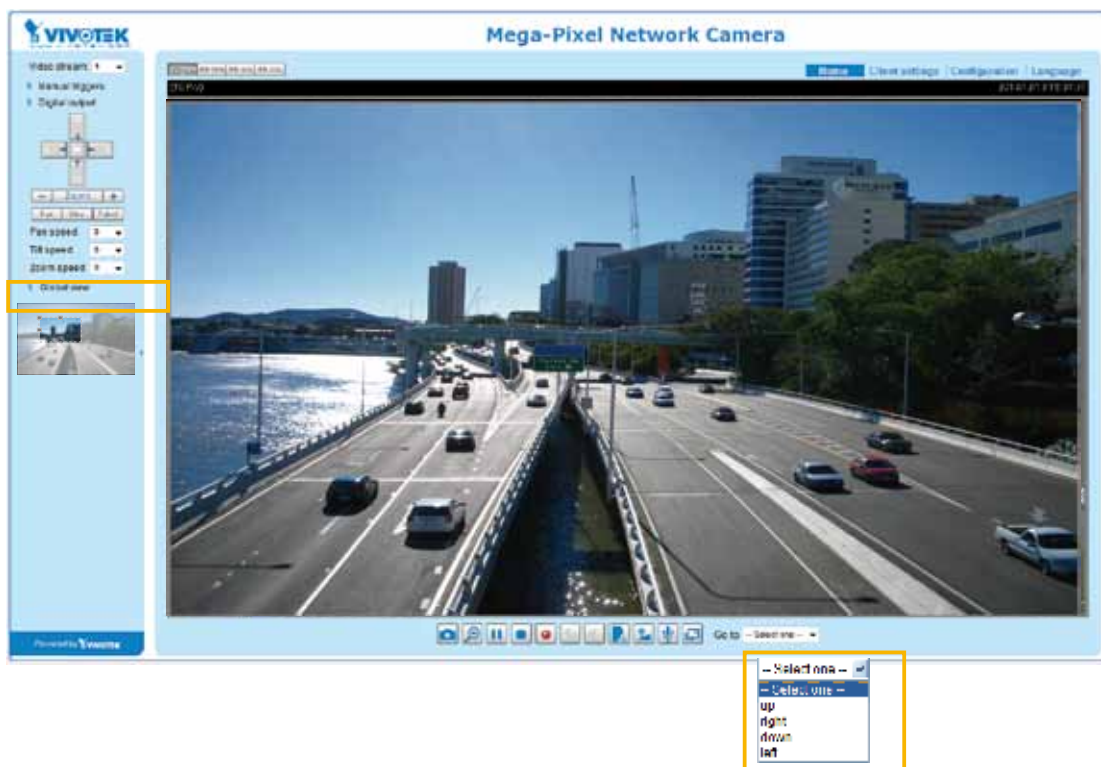 VIVOTEK
Mega-Pixel Network Camera
Video stream 1
Manual triggers
Digital output
Zoom
Pan speed
Tilt speed
Zoom speed
Global view
Home
Client settings
Configuration
Language
Powered by VIVOTEK
Go to -- Select one --
-- Select one --
-- Select one --
up
right
down
left